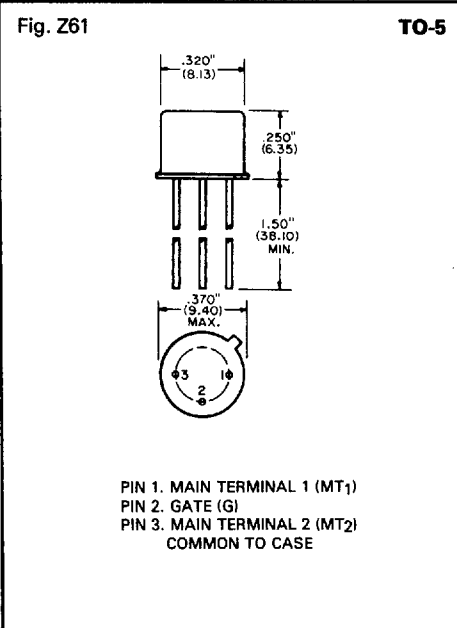 Fig. Z61
TO-5
.320"
(8.13)
.250"
(6.35)
1.50"
(38.10)
MIN.
.370"
(9.40)
MAX.
3
1
2
PIN 1. MAIN TERMINAL 1 (MT1)
PIN 2. GATE (G)
PIN 3. MAIN TERMINAL 2 (MT2)
COMMON TO CASE